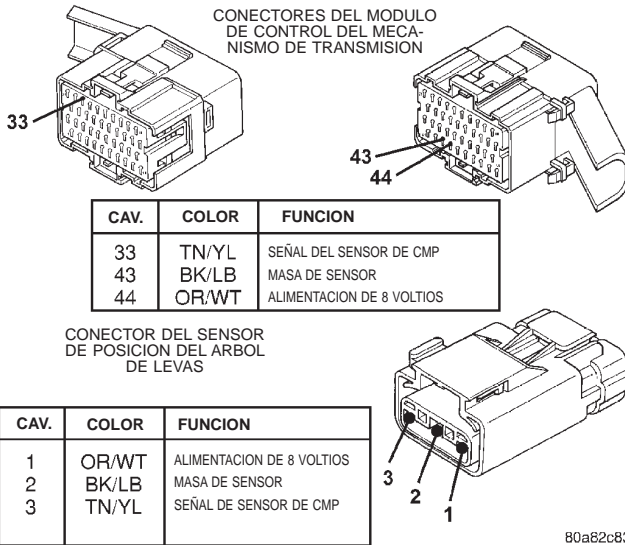 CONECTORES DEL MODULO
DE CONTROL DEL MECA-
NISMO DE TRANSMISION
33
43
44
CAV. COLOR FUNCION
33 TN/YL SEÑAL DEL SENSOR DE CMP
43 BK/LB MASA DE SENSOR
44 OR/WT ALIMENTACION DE 8 VOLTIOS
CONECTOR DEL SENSOR
DE POSICION DEL ARBOL
DE LEVAS
CAV. COLOR FUNCION
1 OR/WT ALIMENTACION DE 8 VOLTIOS
2 BK/LB MASA DE SENSOR
3 TN/YL SEÑAL DE SENSOR DE CMP
3
2
1
80a82c83